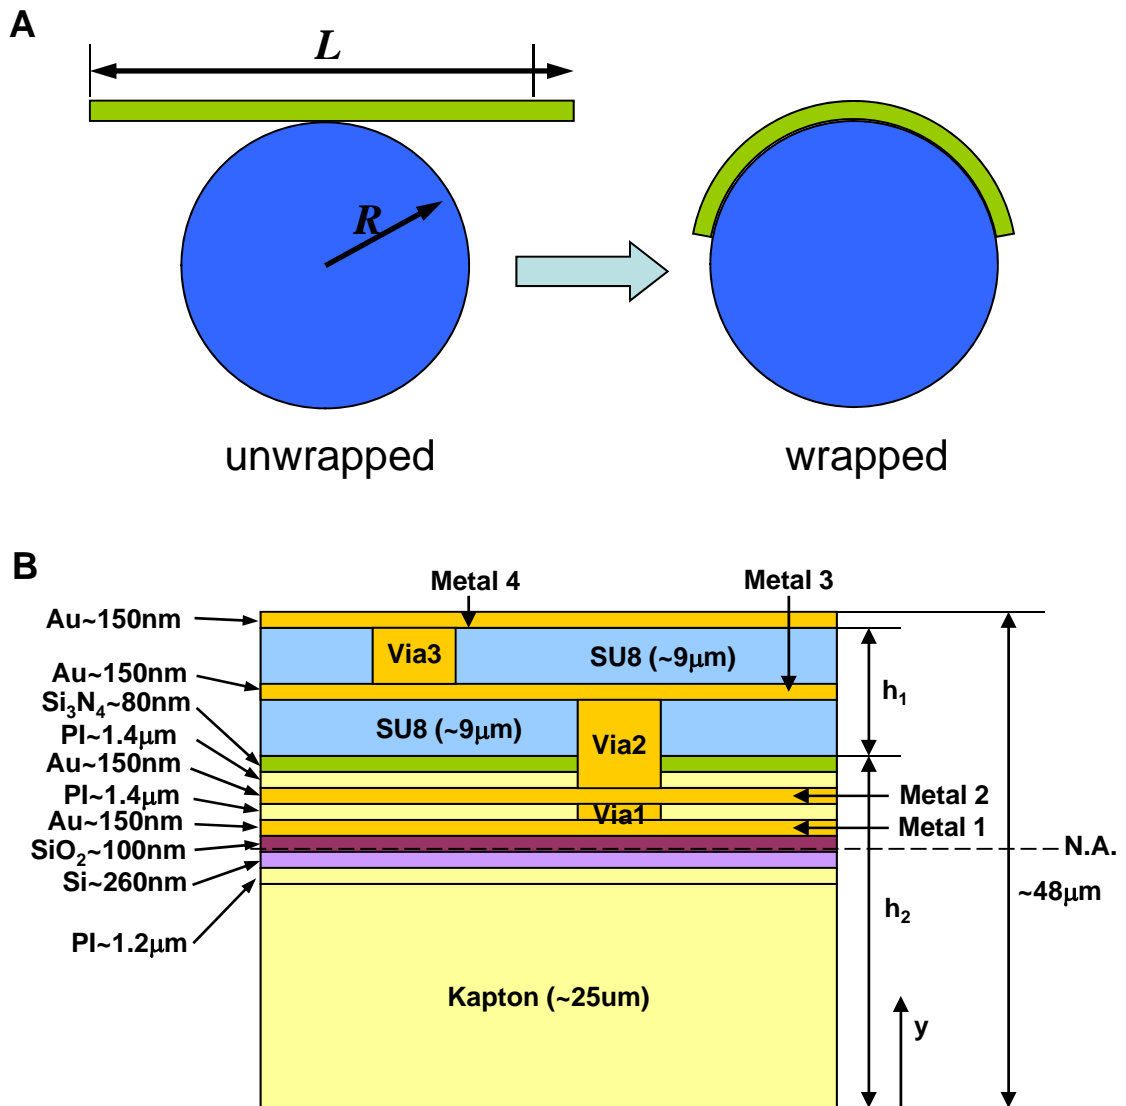 A
L
R
unwrapped
wrapped
B
Metal 4
Metal 3
Au~150nm
Via3
SU8 (~9μm)
Au~150nm
h₁
Si₃N₄~80nm
SU8 (~9μm)
PI~1.4μm
Via2
Au~150nm
Metal 2
PI~1.4μm
Via1
Au~150nm
Metal 1
SiO₂~100nm
N.A.
Si~260nm
~48μm
h₂
PI~1.2μm
Kapton (~25um)
y